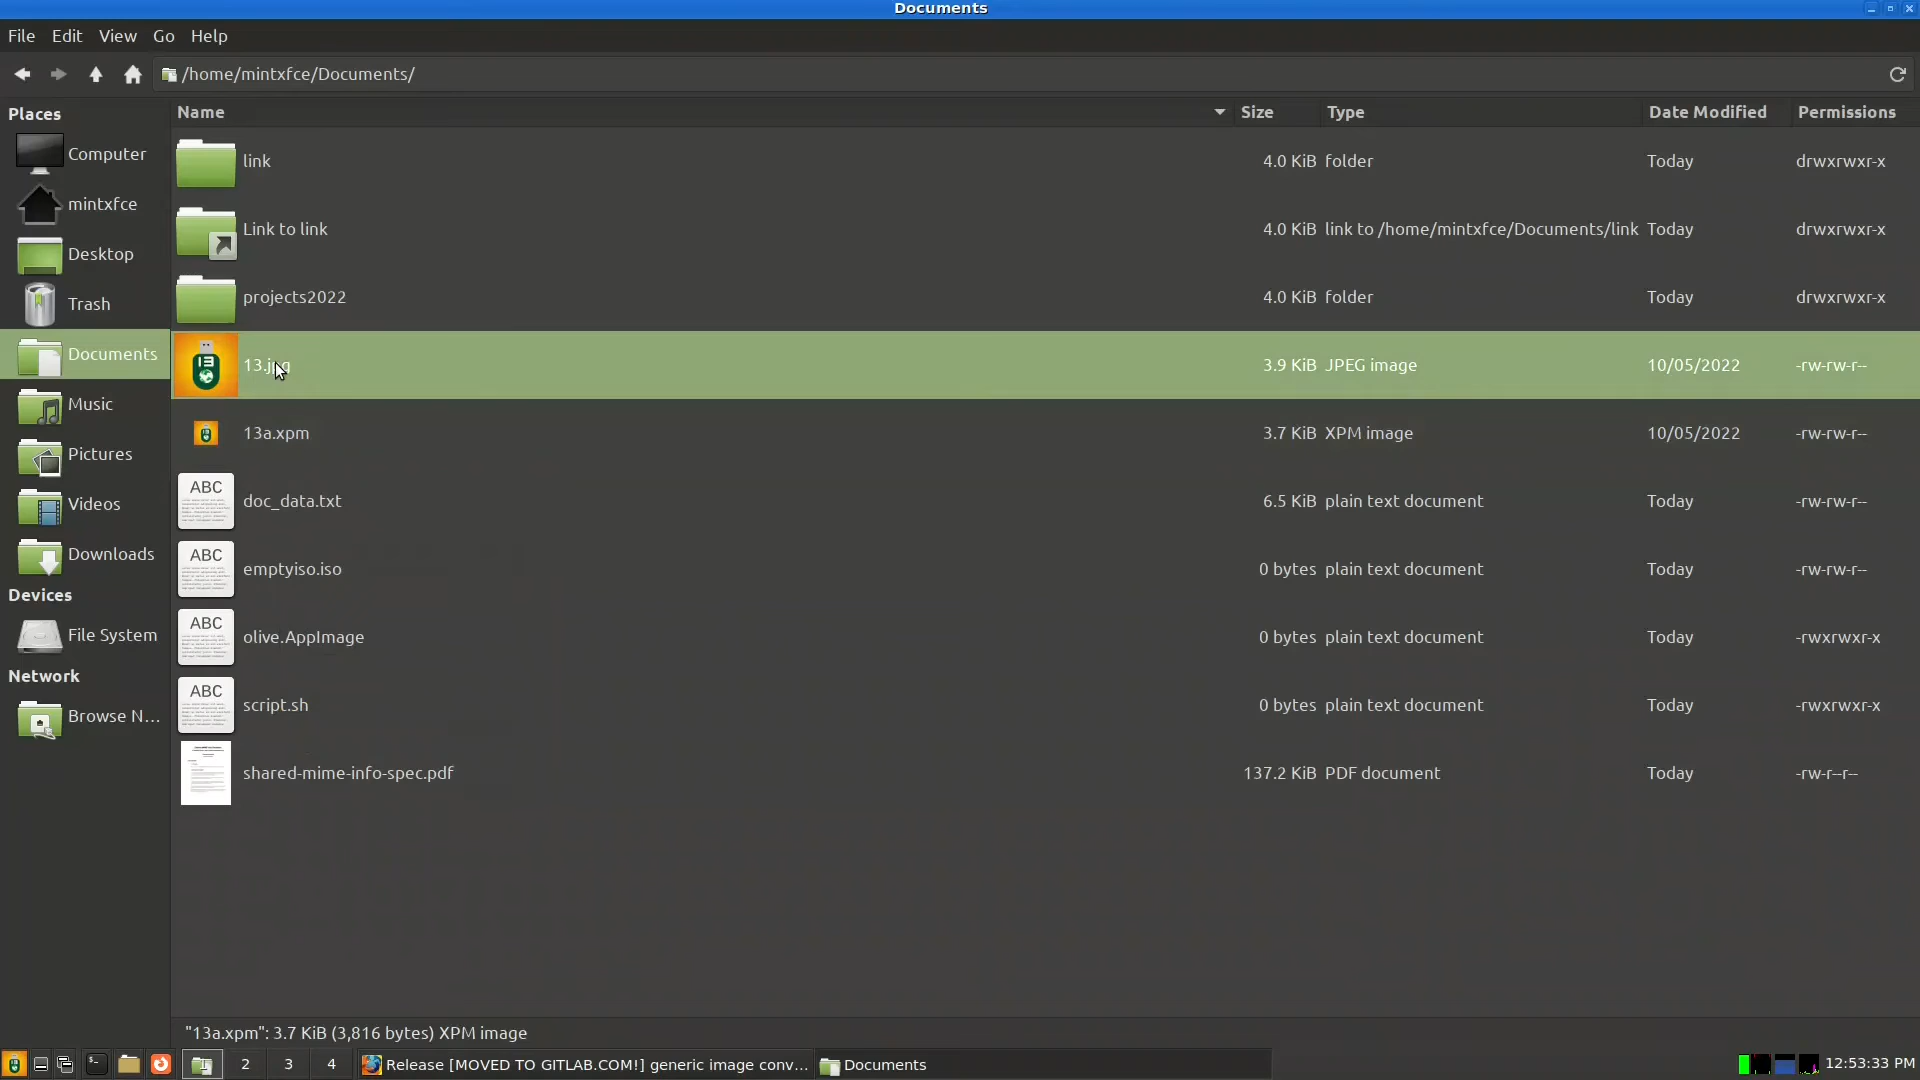 Documents
File Edit View Go Help
/home/mintxfce/Documents/
Places
Computer
mintxfce
Desktop
Trash
Documents
Music
Pictures
Videos
Downloads
Devices
File System
Network
Browse N...
Name Size Type Date Modified Permissions
link 4.0 KiB folder Today drwxrwxr-x
Link to link 4.0 KiB link to /home/mintxfce/Documents/link Today drwxrwxr-x
projects2022 4.0 KiB folder Today drwxrwxr-x
13.jpg 3.9 KiB JPEG image 10/05/2022 -rw-rw-r--
13a.xpm 3.7 KiB XPM image 10/05/2022 -rw-rw-r--
ABC doc_data.txt 6.5 KiB plain text document Today -rw-rw-r--
ABC emptyiso.iso 0 bytes plain text document Today -rw-rw-r--
ABC olive.AppImage 0 bytes plain text document Today -rwxrwxr-x
ABC script.sh 0 bytes plain text document Today -rwxrwxr-x
shared-mime-info-spec.pdf 137.2 KiB PDF document Today -rw-r--r--
"13a.xpm": 3.7 KiB (3,816 bytes) XPM image
2 3 4 Release [MOVED TO GITLAB.COM!] generic image conv... Documents 12:53:33 PM